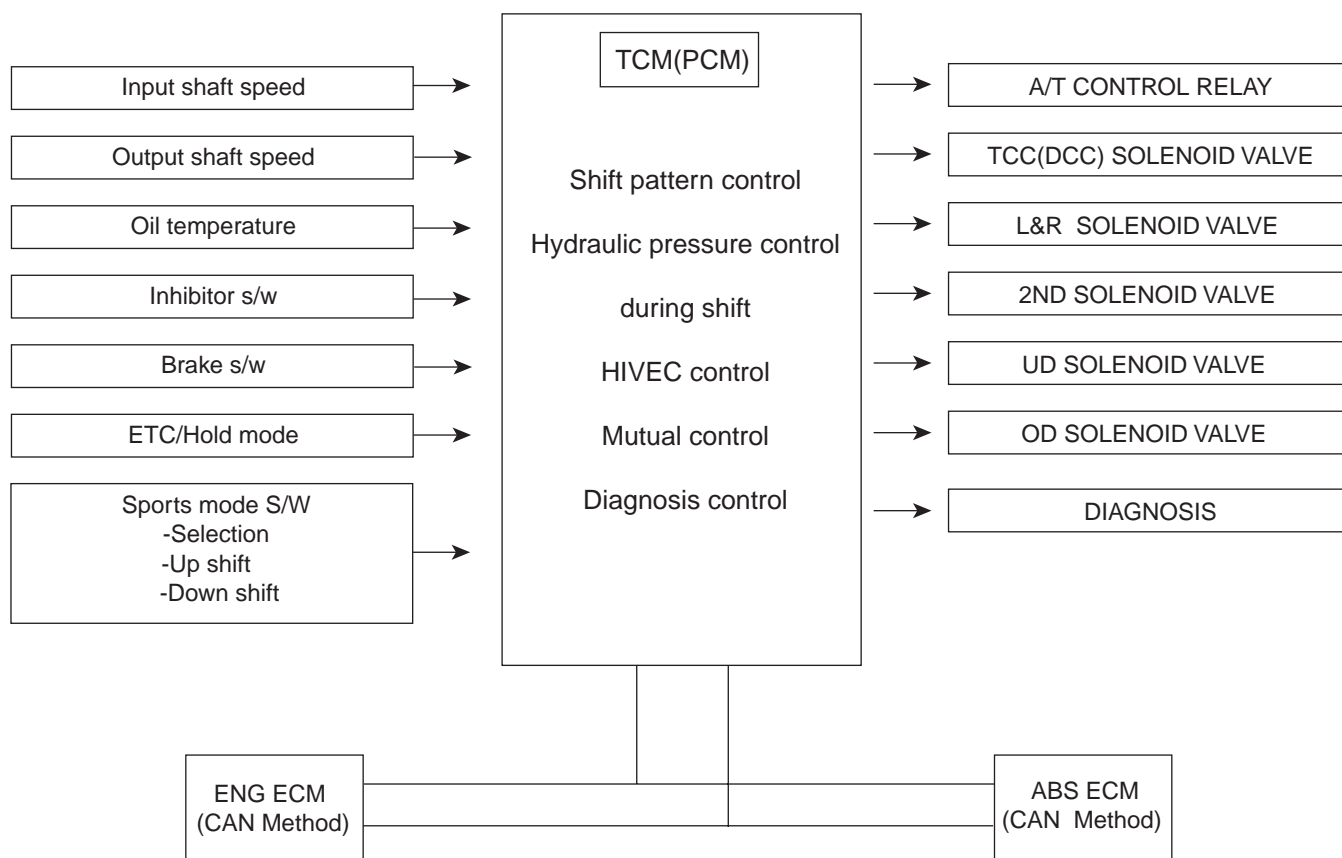 TCM(PCM)
Input shaft speed
Output shaft speed
Oil temperature
Inhibitor s/w
Brake s/w
ETC/Hold mode
Sports mode S/W
-Selection
-Up shift
-Down shift
Shift pattern control
Hydraulic pressure control
during shift
HIVEC control
Mutual control
Diagnosis control
A/T CONTROL RELAY
TCC(DCC) SOLENOID VALVE
L&R SOLENOID VALVE
2ND SOLENOID VALVE
UD SOLENOID VALVE
OD SOLENOID VALVE
DIAGNOSIS
ENG ECM
(CAN Method)
ABS ECM
(CAN Method)